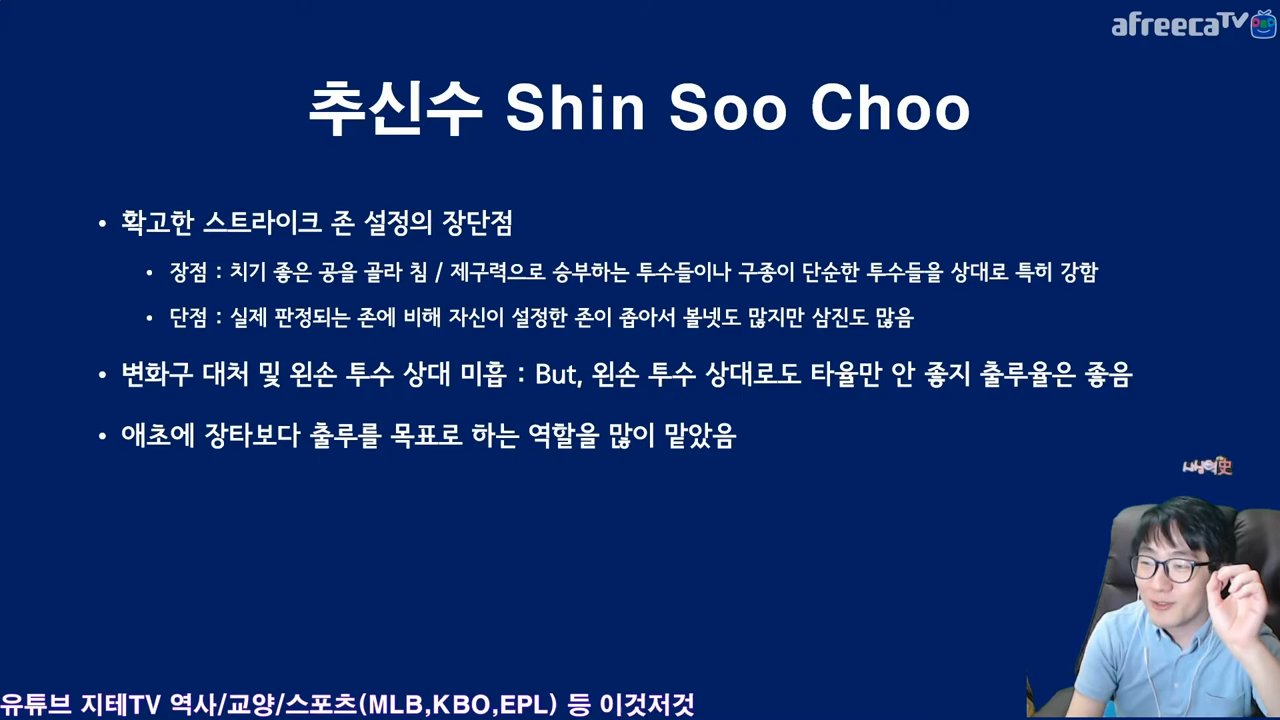 afreecaTV
추신수 Shin Soo Choo
• 확고한 스트라이크 존 설정의 장단점
• 장점 : 치기 좋은 공을 골라 침 / 제구력으로 승부하는 투수들이나 구종이 단순한 투수들을 상대로 특히 강함
• 단점 : 실제 판정되는 존에 비해 자신이 설정한 존이 좁아서 볼넷도 많지만 삼진도 많음
• 변화구 대처 및 왼손 투수 상대 미흡 : But, 왼손 투수 상대로도 타율만 안 좋지 출루율은 좋음
• 애초에 장타보다 출루를 목표로 하는 역할을 많이 맡았음
유튜브 지테TV 역사/교양/스포츠(MLB,KBO,EPL) 등 이것저것